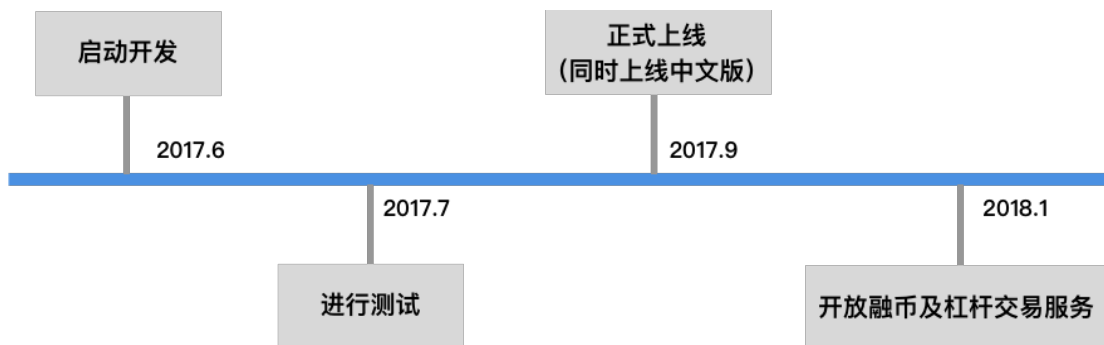 启动开发
正式上线
（同时上线中文版）
2017.6
2017.9
2017.7
2018.1
进行测试
开放融币及杠杆交易服务